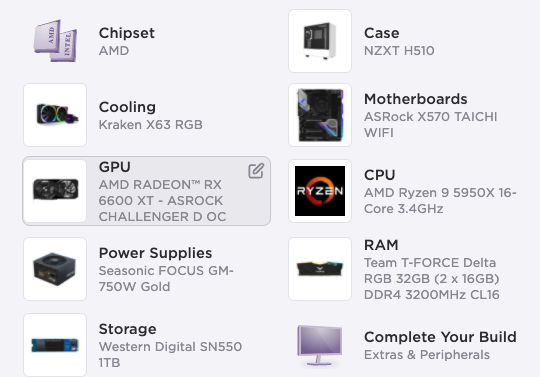 AMD
INTEL
Chipset
AMD
Case
NZXT H510
Cooling
Kraken X63 RGB
Motherboards
ASRock X570 TAICHI
WIFI
GPU
AMD RADEON™ RX
6600 XT - ASROCK
CHALLENGER D OC
RYZEN
CPU
AMD Ryzen 9 5950X 16-
Core 3.4GHz
Power Supplies
Seasonic FOCUS GM-
750W Gold
RAM
Team T-FORCE Delta
RGB 32GB (2 x 16GB)
DDR4 3200MHz CL16
Storage
Western Digital SN550
1TB
Complete Your Build
Extras & Peripherals